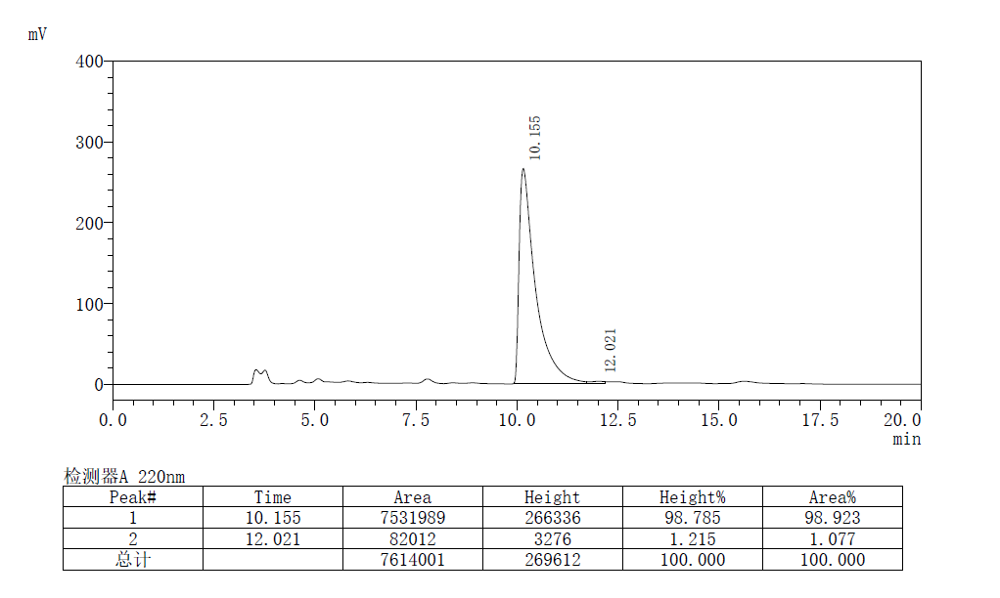 mV
400
300
200
100
0
10.155
12.021
0.0 2.5 5.0 7.5 10.0 12.5 15.0 17.5 20.0
min
检测器A 220nm
Peak# Time Area Height Height% Area%
1 10.155 7531989 266336 98.785 98.923
2 12.021 82012 3276 1.215 1.077
总计 7614001 269612 100.000 100.000